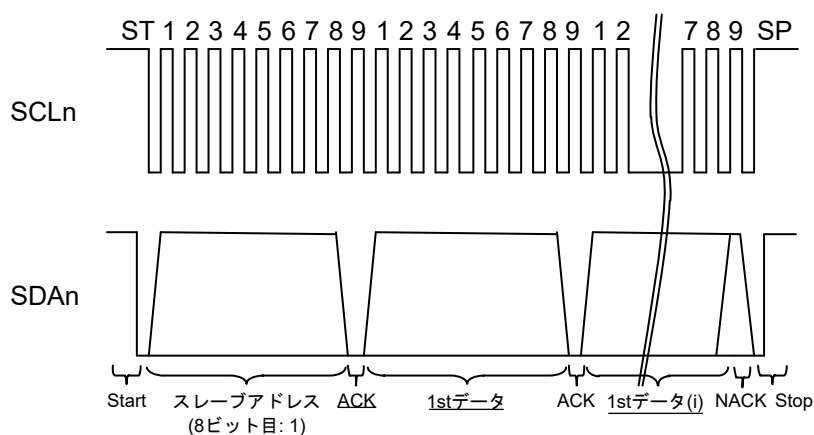 ST 1 2 3 4 5 6 7 8 9 1 2 3 4 5 6 7 8 9 1 2 7 8 9 SP
SCLn
SDAn
Start スレーブアドレス ACK 1stデータ ACK 1stデータ(i) NACK Stop
(8ビット目: 1)